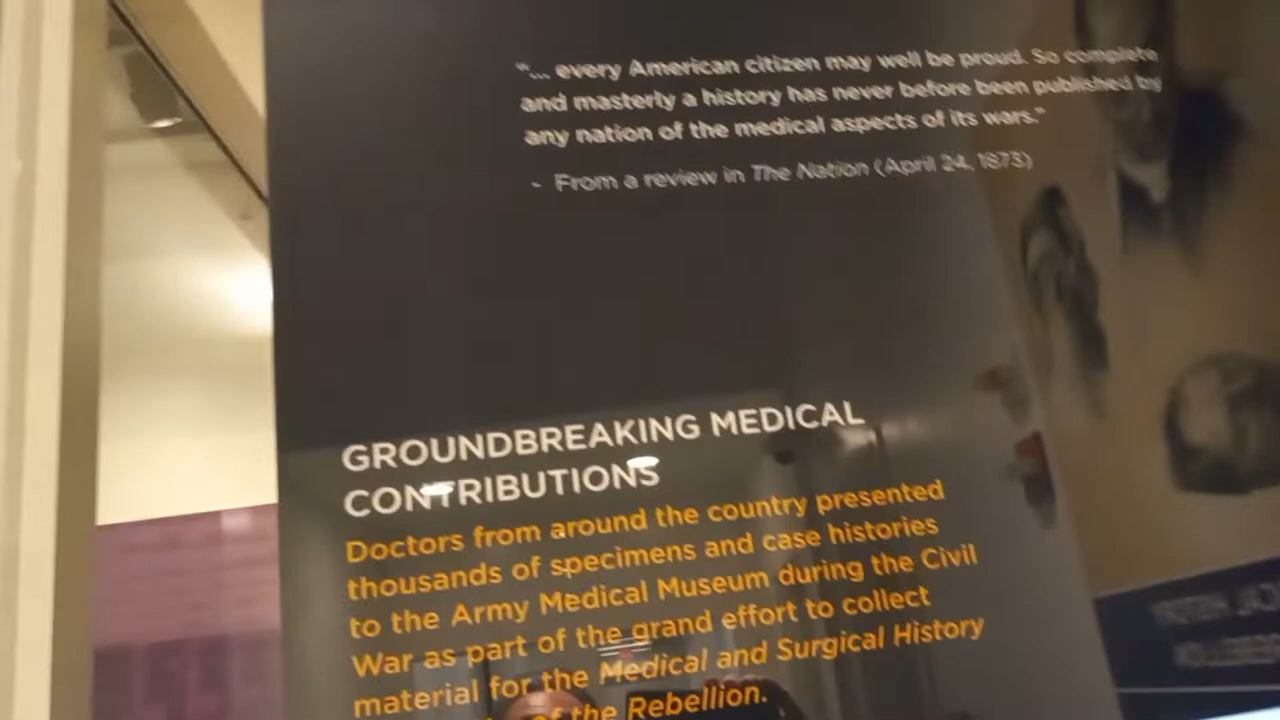 "... every American citizen may well be proud. So complete
and masterly a history has never before been published by
any nation of the medical aspects of its wars."
- From a review in The Nation (April 24, 1873)
GROUNDBREAKING MEDICAL
CONTRIBUTIONS
Doctors from around the country presented
thousands of specimens and case histories
to the Army Medical Museum during the Civil
War as part of the grand effort to collect
material for the Medical and Surgical History
of the Rebellion.